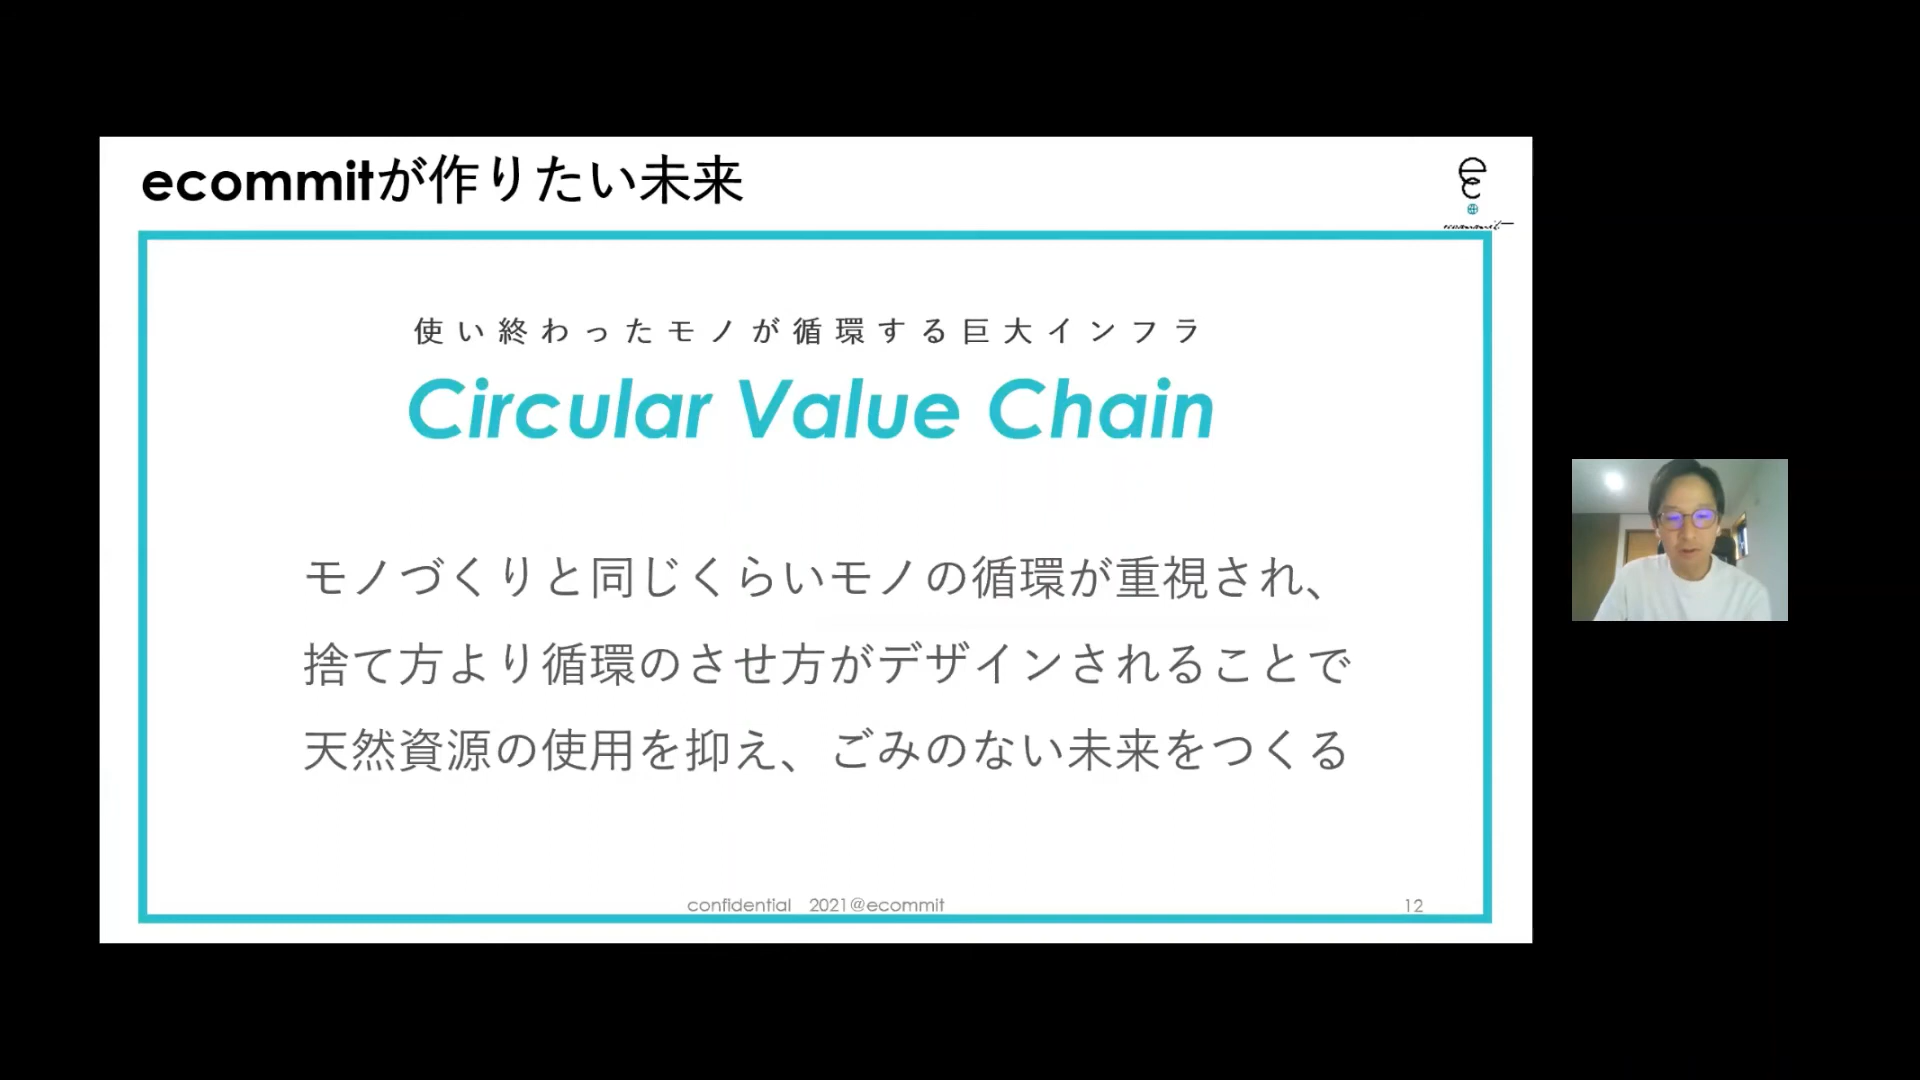 ecommitが作りたい未来
ecommit
使い終わったモノが循環する巨大インフラ
Circular Value Chain
モノづくりと同じくらいモノの循環が重視され、
捨て方より循環のさせ方がデザインされることで
天然資源の使用を抑え、ごみのない未来をつくる
confidential 2021@ecommit
12